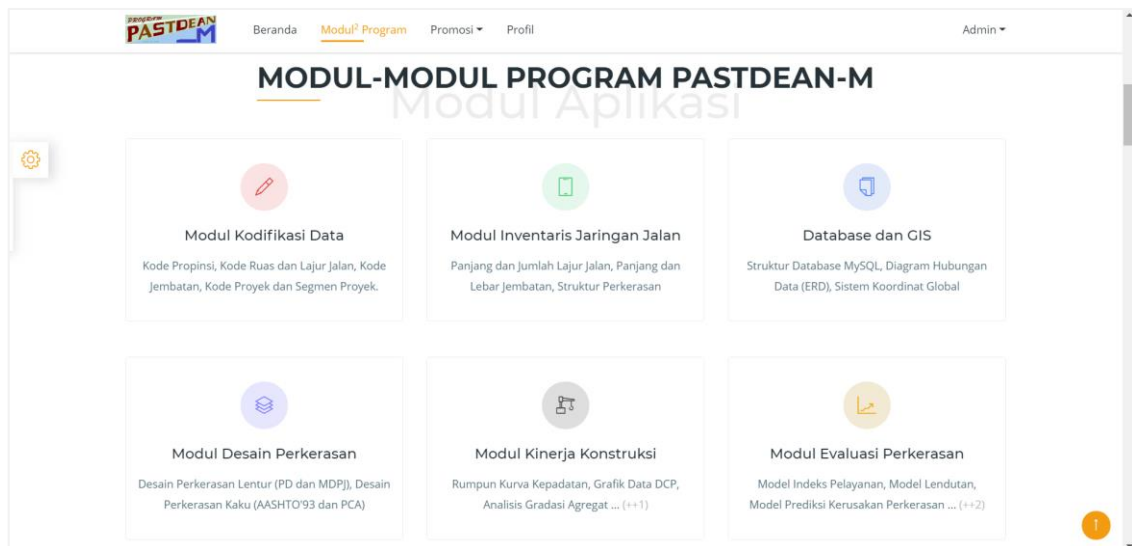 PROGRAM
PASTDEAN
M
Beranda Modul² Program Promosi Profil Admin
MODUL-MODUL PROGRAM PASTDEAN-M
Modul Aplikasi
Modul Kodifikasi Data
Kode Propinsi, Kode Ruas dan Lajur Jalan, Kode
Jembatan, Kode Proyek dan Segmen Proyek.
Modul Inventaris Jaringan Jalan
Panjang dan Jumlah Lajur Jalan, Panjang dan
Lebar Jembatan, Struktur Perkerasan
Database dan GIS
Struktur Database MySQL, Diagram Hubungan
Data (ERD), Sistem Koordinat Global
Modul Desain Perkerasan
Desain Perkerasan Lentur (PD dan MDPJ), Desain
Perkerasan Kaku (AASHTO'93 dan PCA)
Modul Kinerja Konstruksi
Rumpun Kurva Kepadatan, Grafik Data DCP,
Analisis Gradasi Agregat ... (++1)
Modul Evaluasi Perkerasan
Model Indeks Pelayanan, Model Lendutan,
Model Prediksi Kerusakan Perkerasan ... (++2)